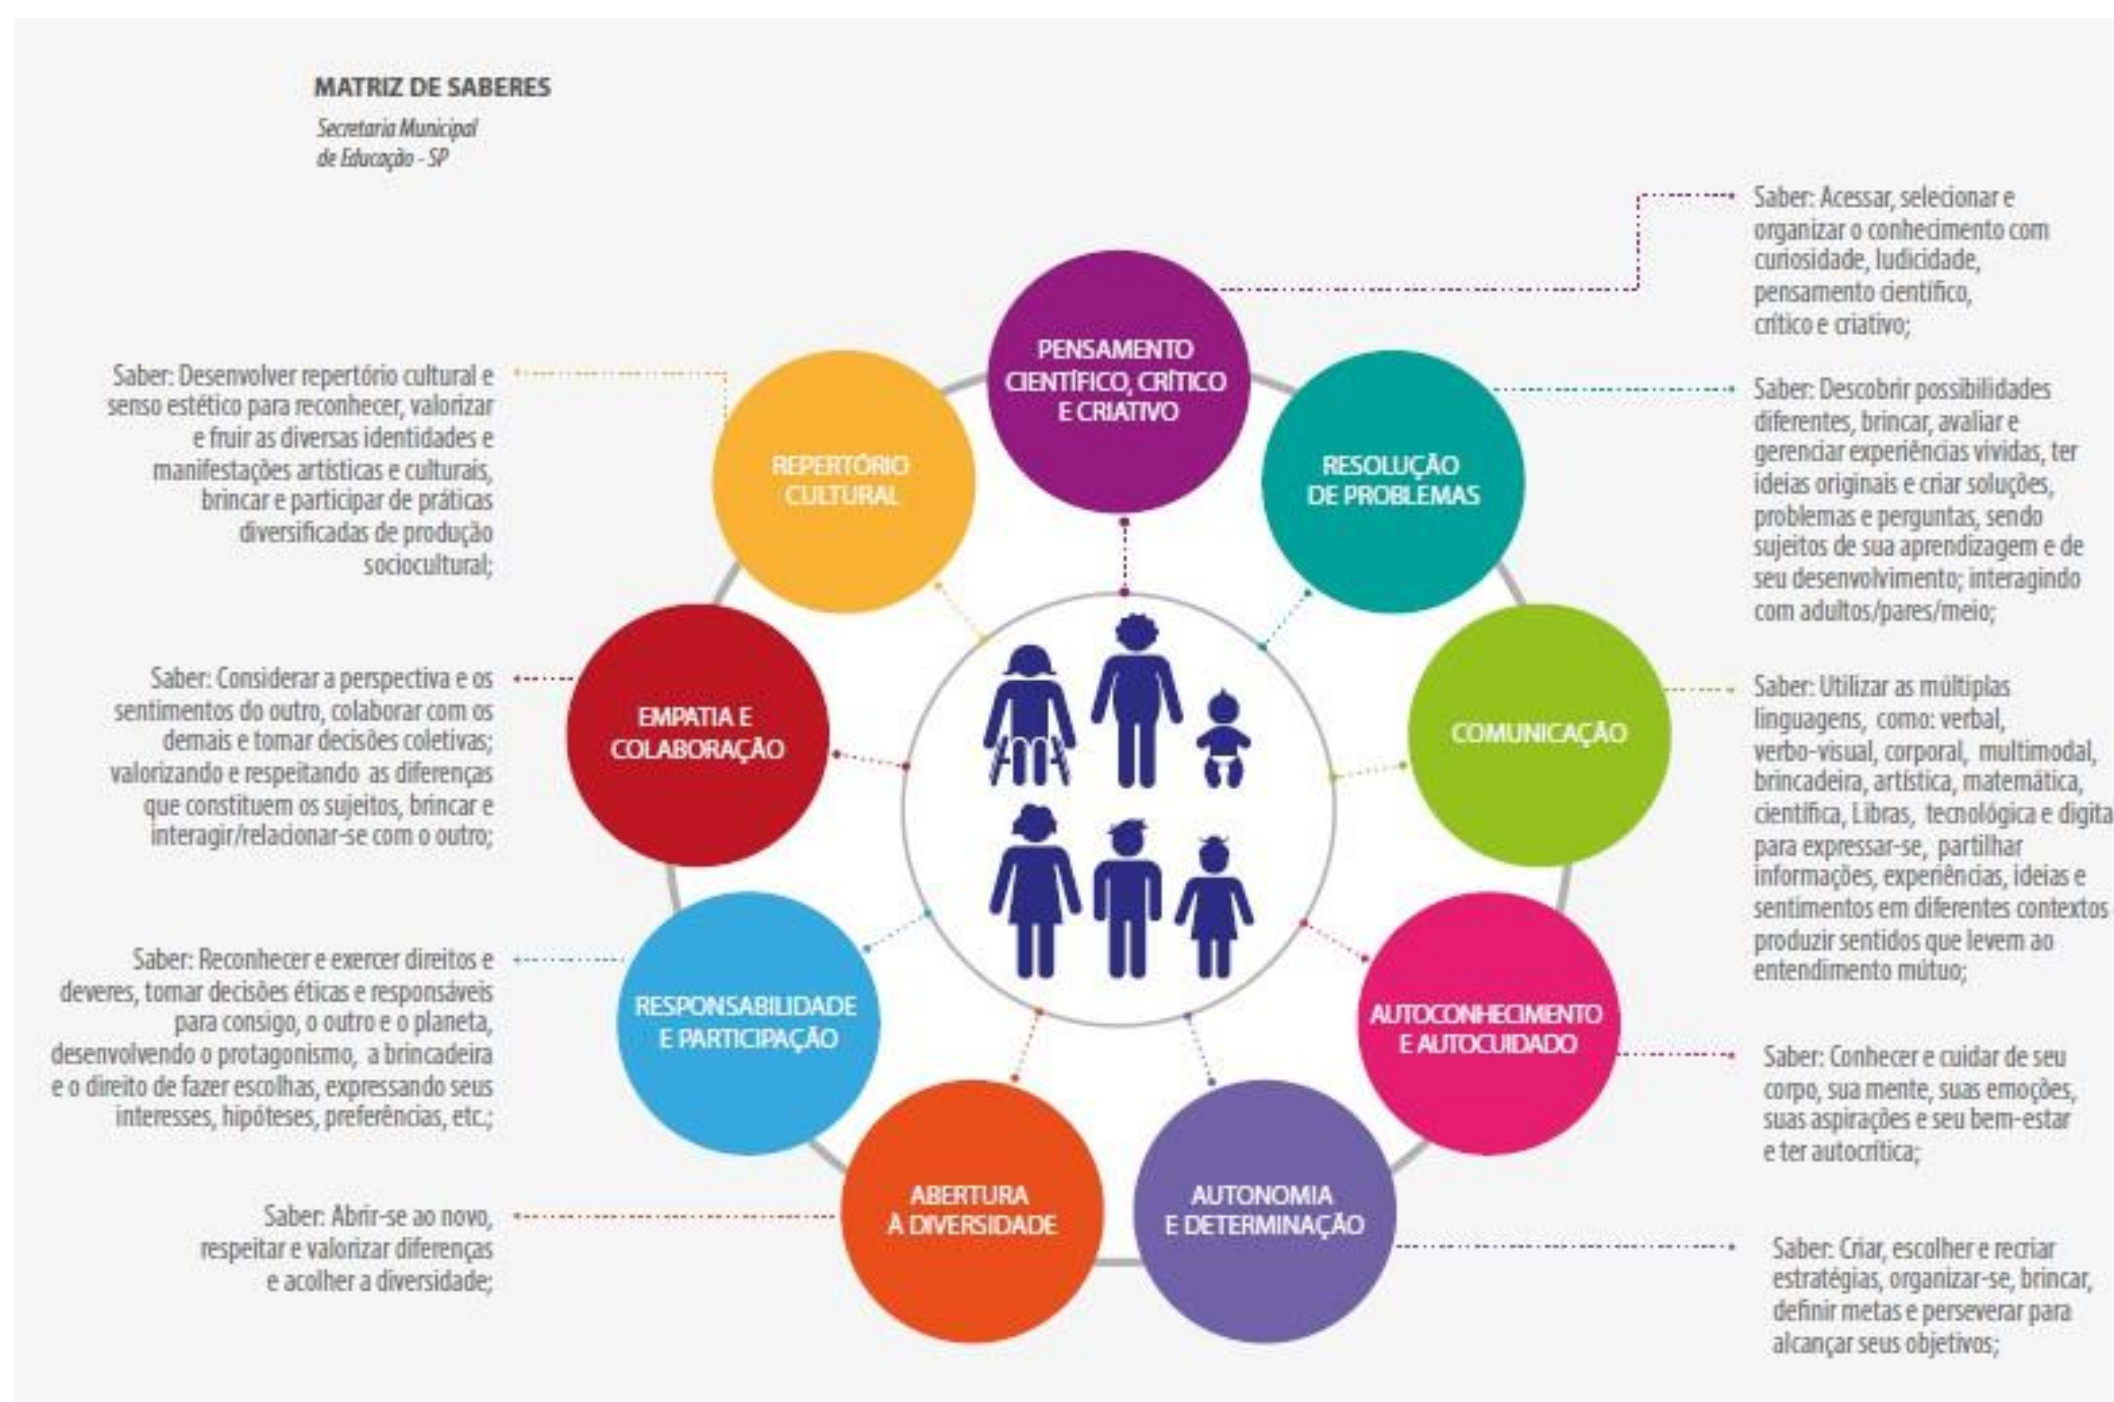 MATRIZ DE SABERES
Secretaria Municipal
de Educação - SP
PENSAMENTO
CIENTÍFICO, CRÍTICO
E CRIATIVO
Saber: Acessar, selecionar e
organizar o conhecimento com
curiosidade, ludicidade,
pensamento científico,
crítico e criativo;
RESOLUÇÃO
DE PROBLEMAS
Saber: Descobrir possibilidades
diferentes, brincar, avaliar e
gerenciar experiências vividas, ter
ideias originais e criar soluções,
problemas e perguntas, sendo
sujeitos de sua aprendizagem e de
seu desenvolvimento; interagindo
com adultos/pares/meio;
COMUNICAÇÃO
Saber: Utilizar as múltiplas
linguagens, como: verbal,
verbo-visual, corporal, multimodal,
brincadeira, artística, matemática,
científica, Libras, tecnológica e digita
para expressar-se, partilhar
informações, experiências, ideias e
sentimentos em diferentes contextos
produzir sentidos que levem ao
entendimento mútuo;
AUTOCONHECIMENTO
E AUTOCUIDADO
Saber: Conhecer e cuidar de seu
corpo, sua mente, suas emoções,
suas aspirações e seu bem-estar
e ter autocrítica;
AUTONOMIA
E DETERMINAÇÃO
Saber: Criar, escolher e recriar
estratégias, organizar-se, brincar,
definir metas e perseverar para
alcançar seus objetivos;
ABERTURA
À DIVERSIDADE
Saber: Abrir-se ao novo,
respeitar e valorizar diferenças
e acolher a diversidade;
RESPONSABILIDADE
E PARTICIPAÇÃO
Saber: Reconhecer e exercer direitos e
deveres, tomar decisões éticas e responsáveis
para consigo, o outro e o planeta,
desenvolvendo o protagonismo, a brincadeira
e o direito de fazer escolhas, expressando seus
interesses, hipóteses, preferências, etc.;
EMPATIA E
COLABORAÇÃO
Saber: Considerar a perspectiva e os
sentimentos do outro, colaborar com os
demais e tomar decisões coletivas;
valorizando e respeitando as diferenças
que constituem os sujeitos, brincar e
interagir/relacionar-se com o outro;
REPERTÓRIO
CULTURAL
Saber: Desenvolver repertório cultural e
senso estético para reconhecer, valorizar
e fruir as diversas identidades e
manifestações artísticas e culturais,
brincar e participar de práticas
diversificadas de produção
sociocultural;